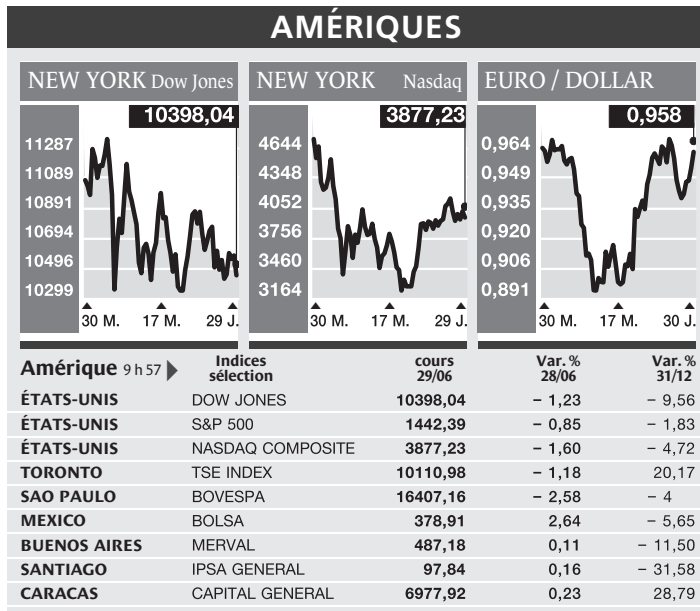 AMÉRIQUES
NEW YORK Dow Jones
10398,04
11287
11089
10891
10694
10496
10299
30 M. 17 M. 29 J.
NEW YORK Nasdaq
3877,23
4644
4348
4052
3756
3460
3164
30 M. 17 M. 29 J.
EURO / DOLLAR
0,958
0,964
0,949
0,935
0,920
0,906
0,891
30 M. 17 M. 30 J.
Amérique 9 h 57 Indices sélection cours 29/06 Var. % 28/06 Var. % 31/12
ÉTATS-UNIS DOW JONES 10398,04 – 1,23 – 9,56
ÉTATS-UNIS S&P 500 1442,39 – 0,85 – 1,83
ÉTATS-UNIS NASDAQ COMPOSITE 3877,23 – 1,60 – 4,72
TORONTO TSE INDEX 10110,98 – 1,18 20,17
SAO PAULO BOVESPA 16407,16 – 2,58 – 4
MEXICO BOLSA 378,91 2,64 – 5,65
BUENOS AIRES MERVAL 487,18 0,11 – 11,50
SANTIAGO IPSA GENERAL 97,84 0,16 – 31,58
CARACAS CAPITAL GENERAL 6977,92 0,23 28,79